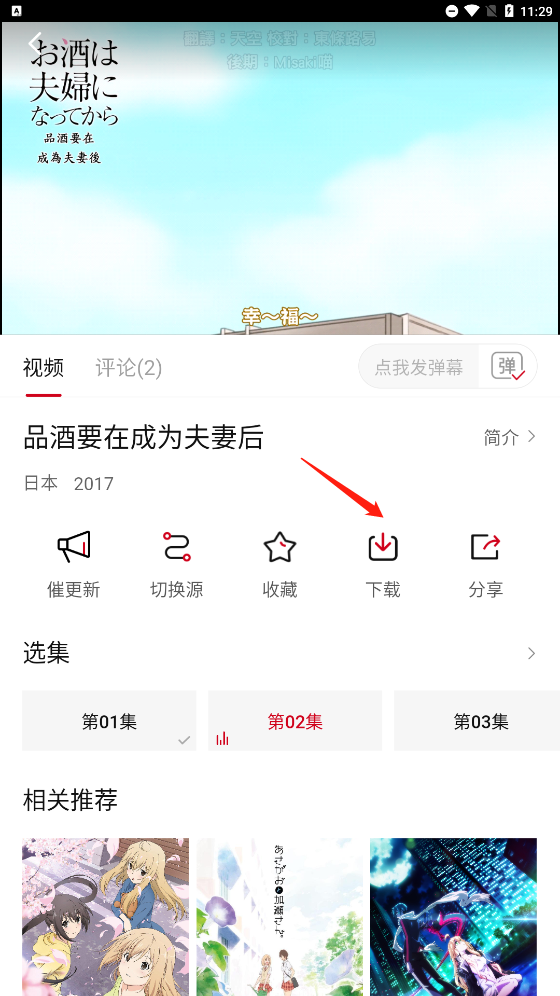 11:29
翻譯：天空 校對：東條路易
後期：Misaki喵
お酒は
夫婦に
なってから
品酒要在
成為夫妻後
幸～福～
视频 评论(2) 点我发弹幕 弹
品酒要在成为夫妻后 简介
日本 2017
催更新 切换源 收藏 下载 分享
选集
第01集 第02集 第03集
相关推荐
あさがおと加瀬さん。